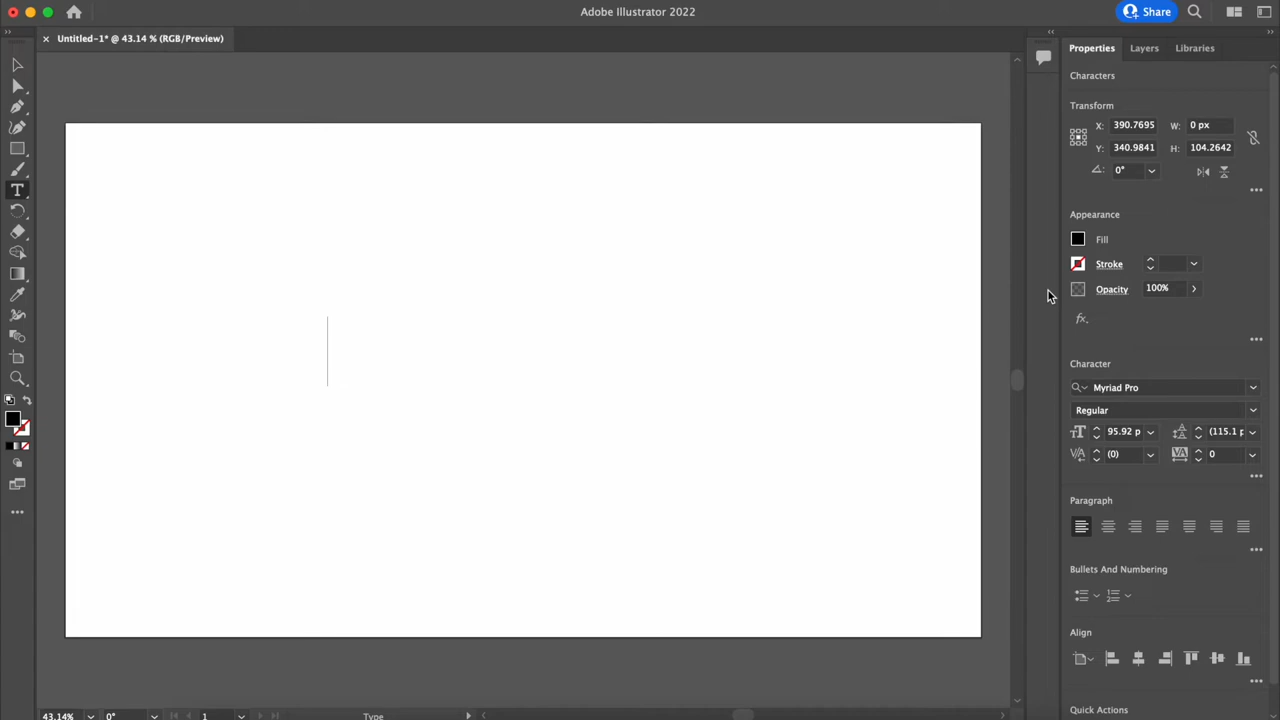 Adobe Illustrator 2022
Share
Untitled-1* @ 43.14 % (RGB/Preview)
Properties Layers Libraries
Characters
Transform
X: 390.7695 W: 0 px
Y: 340.9841 H: 104.2642
0°
Appearance
Fill
Stroke
Opacity 100%
fx.
Character
Myriad Pro
Regular
95.92 p (115.1 p
(0) 0
Paragraph
Bullets And Numbering
Align
Quick Actions
43.14% 0° 1 Type